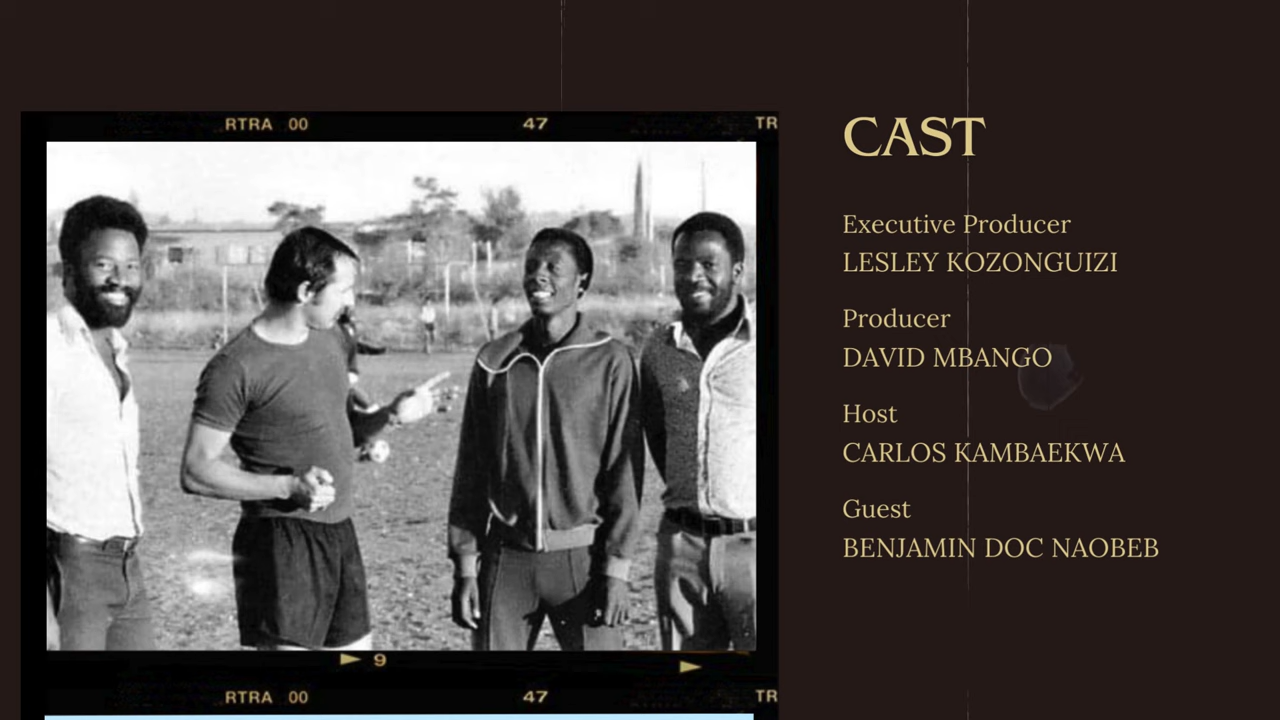 RTRA 00 47 TR
CAST
Executive Producer
LESLEY KOZONGUIZI
Producer
DAVID MBANGO
Host
CARLOS KAMBAEKWA
Guest
BENJAMIN DOC NAOBEB
9
RTRA 00 47 TR